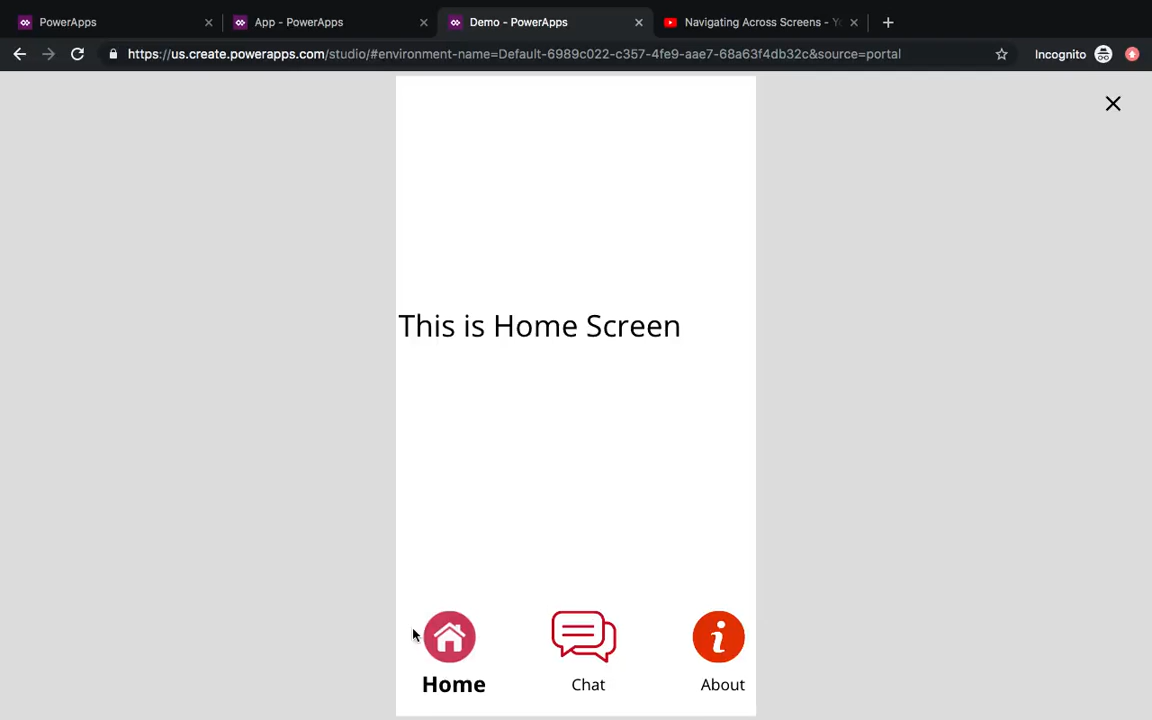 PowerApps
App - PowerApps
Demo - PowerApps
Navigating Across Screens - Y
https://us.create.powerapps.com/studio/#environment-name=Default-6989c022-c357-4fe9-aae7-68a63f4db32c&source=portal
Incognito
This is Home Screen
Home
Chat
About